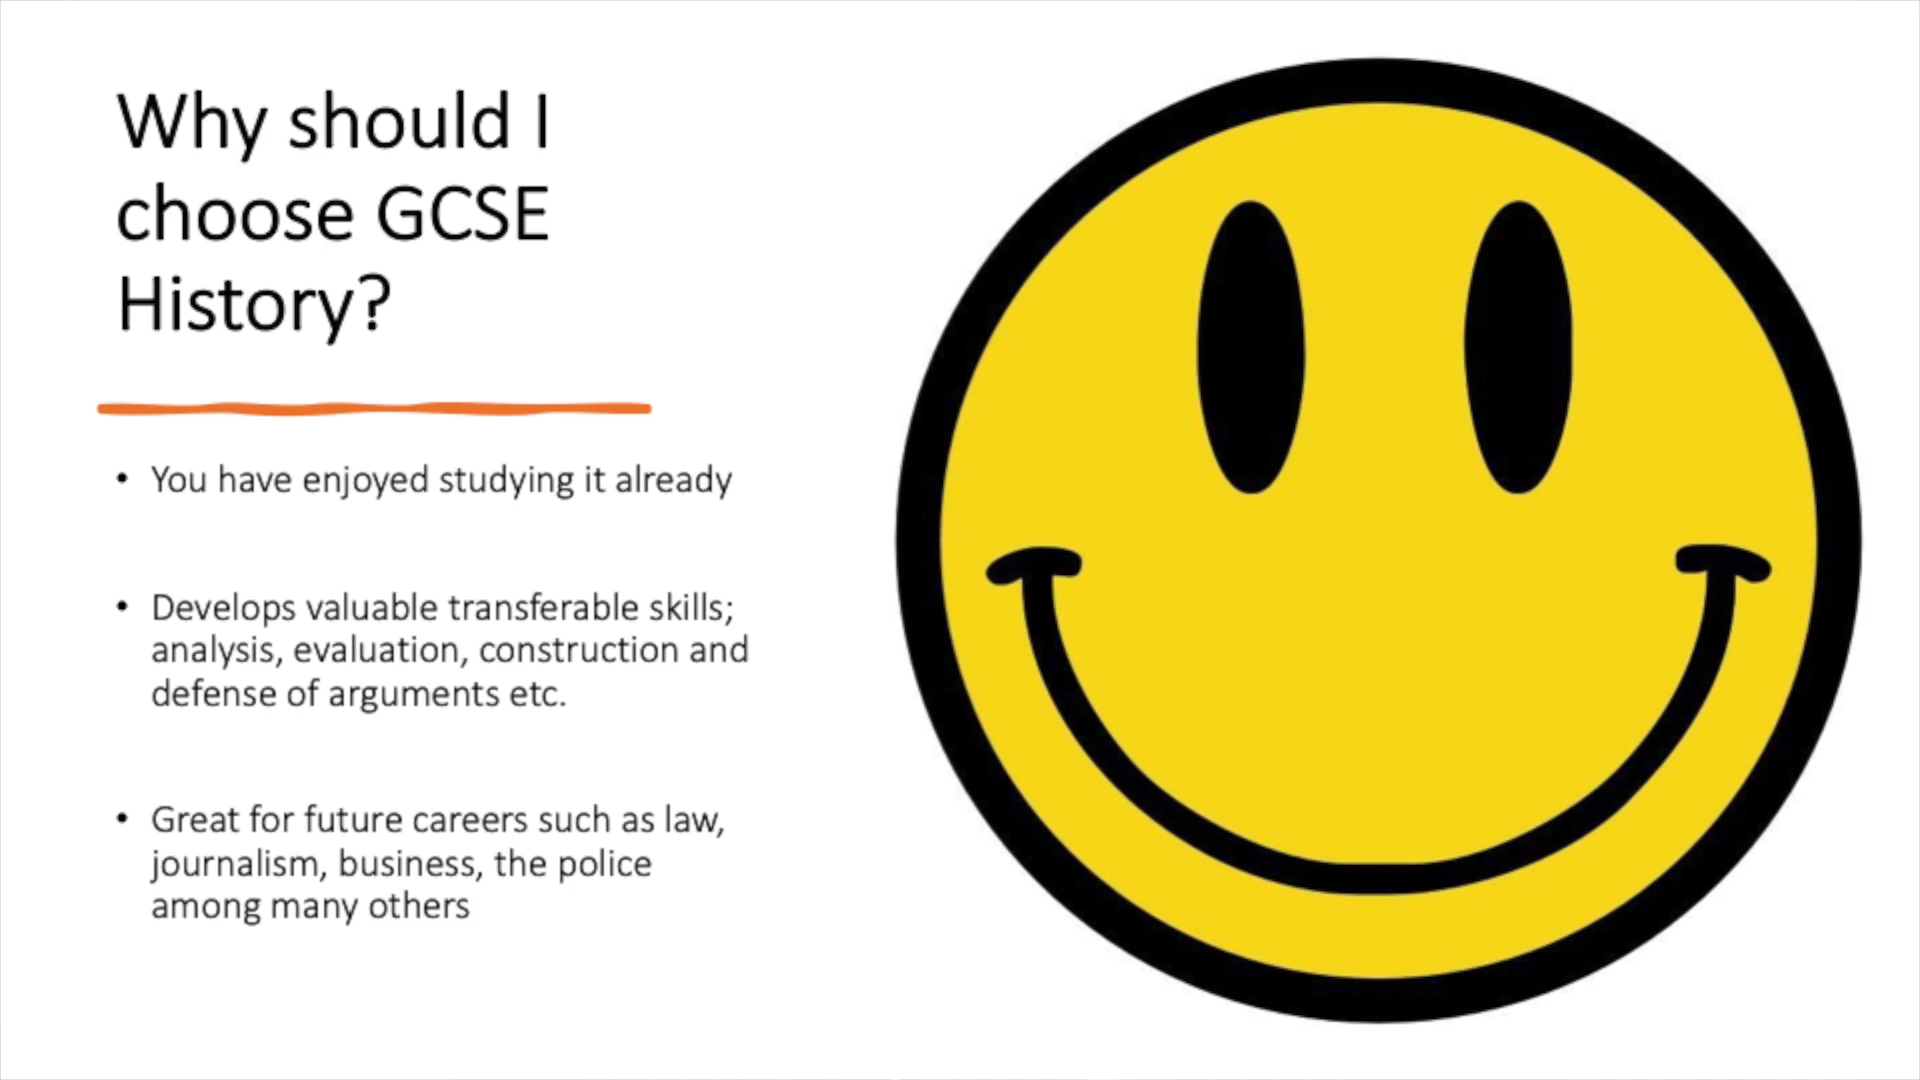 Why should I
choose GCSE
History?
• You have enjoyed studying it already
• Develops valuable transferable skills;
analysis, evaluation, construction and
defense of arguments etc.
• Great for future careers such as law,
journalism, business, the police
among many others